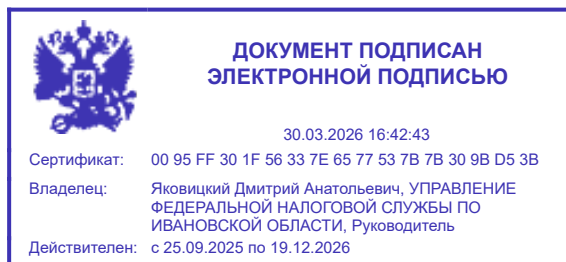 ДОКУМЕНТ ПОДПИСАН
ЭЛЕКТРОННОЙ ПОДПИСЬЮ
30.03.2026 16:42:43
Сертификат: 00 95 FF 30 1F 56 33 7E 65 77 53 7B 7B 30 9B D5 3B
Владелец: Яковицкий Дмитрий Анатольевич, УПРАВЛЕНИЕ
ФЕДЕРАЛЬНОЙ НАЛОГОВОЙ СЛУЖБЫ ПО
ИВАНОВСКОЙ ОБЛАСТИ, Руководитель
Действителен: с 25.09.2025 по 19.12.2026